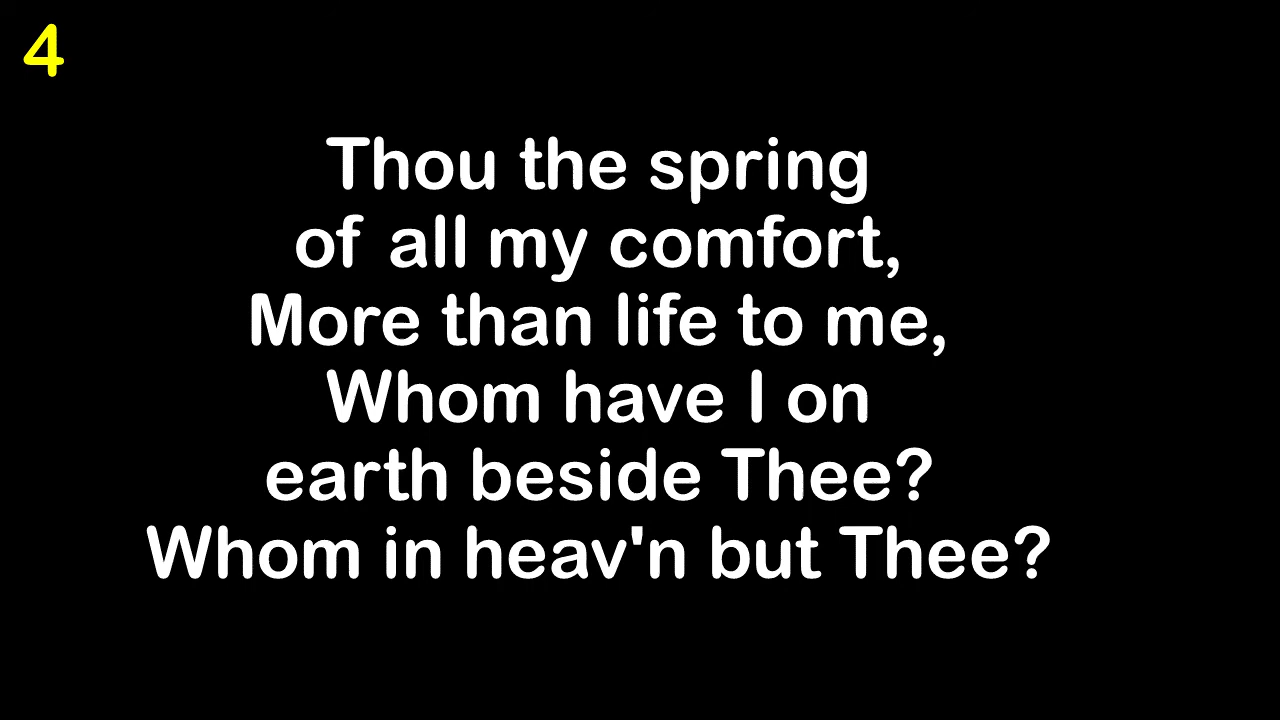 4
Thou the spring
of all my comfort,
More than life to me,
Whom have I on
earth beside Thee?
Whom in heav'n but Thee?